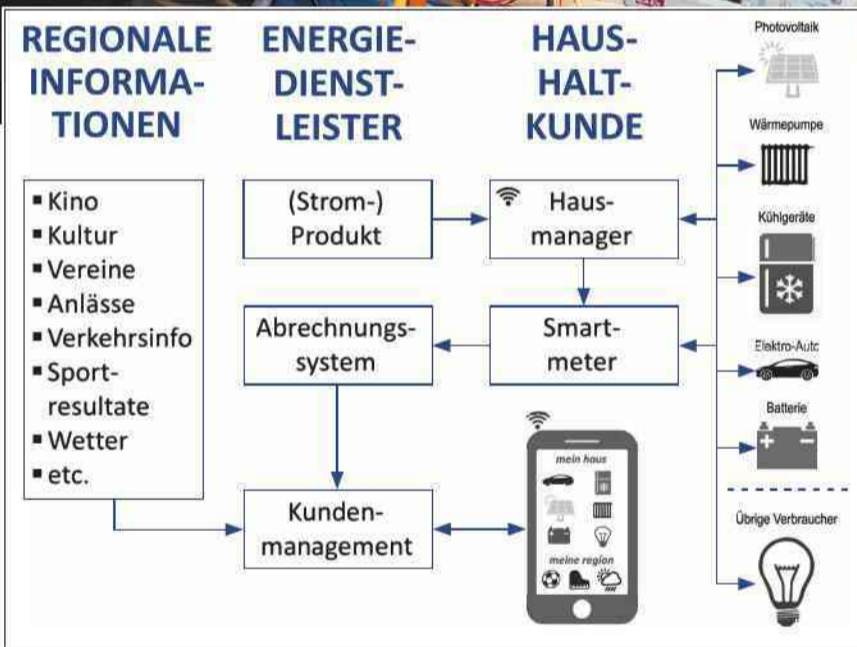 REGIONALE
INFORMA-
TIONEN
ENERGIE-
DIENST-
LEISTER
HAUS-
HALT-
KUNDE
▪ Kino
▪ Kultur
▪ Vereine
▪ Anlässe
▪ Verkehrsinfo
▪ Sport-
resultate
▪ Wetter
▪ etc.
(Strom-)
Produkt
Haus-
manager
Abrechnungs-
system
Smart-
meter
Kunden-
management
mein haus
meine region
Photovoltaik
Wärmepumpe
Kühlgeräte
Elektro-Auto
Batterie
+ −
Übrige Verbraucher